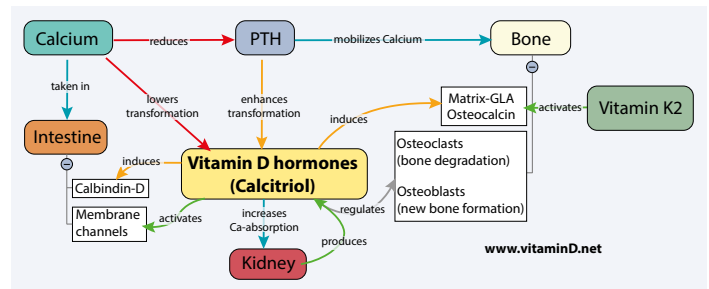 Calcium
reduces
PTH
mobilizes Calcium
Bone
taken in
lowers
transformation
enhances
transformation
induces
Matrix-GLA
Osteocalcin
activates
Vitamin K2
Intestine
induces
Vitamin D hormones
(Calcitriol)
Osteoclasts
(bone degradation)
Osteoblasts
(new bone formation)
Calbindin-D
Membrane
channels
activates
increases
Ca-absorption
regulates
produces
Kidney
www.vitaminD.net